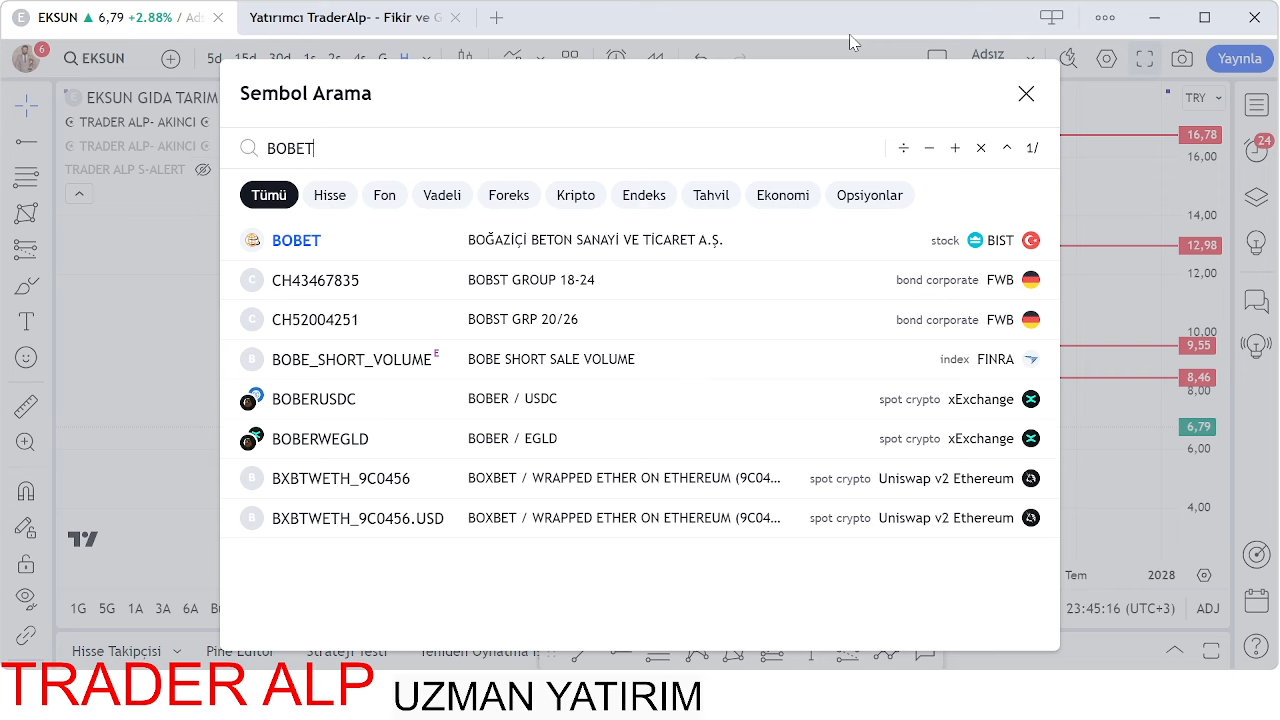 EKSUN 6,79 +2.88% / Ad
Yatırımcı TraderAlp- - Fikir ve G
6
EKSUN
Adsız
Yayınla
EKSUN GIDA TARIM
TRADER ALP- AKINCI
TRADER ALP- AKINCI
TRADER ALP S-ALERT
Sembol Arama
BOBET
÷ − + × ^ 1/
Tümü Hisse Fon Vadeli Foreks Kripto Endeks Tahvil Ekonomi Opsiyonlar
BOBET BOĞAZİÇİ BETON SANAYİ VE TİCARET A.Ş. stock BIST
C CH43467835 BOBST GROUP 18-24 bond corporate FWB
C CH52004251 BOBST GRP 20/26 bond corporate FWB
B BOBE_SHORT_VOLUME E BOBE SHORT SALE VOLUME index FINRA
BOBERUSDC BOBER / USDC spot crypto xExchange
BOBERWEGLD BOBER / EGLD spot crypto xExchange
B BXBTWETH_9C0456 BOXBET / WRAPPED ETHER ON ETHEREUM (9C04... spot crypto Uniswap v2 Ethereum
B BXBTWETH_9C0456.USD BOXBET / WRAPPED ETHER ON ETHEREUM (9C04... spot crypto Uniswap v2 Ethereum
TRY
16,78
16,00
14,00
12,98
12,00
10,00
9,55
8,46
8,00
6,79
6,00
4,00
24
Tem 2028
1G 5G 1A 3A 6A
23:45:16 (UTC+3) ADJ
Hisse Takipçisi Pine Editör Strateji Testi Yeniden Oynatma
TRADER ALP UZMAN YATIRIM